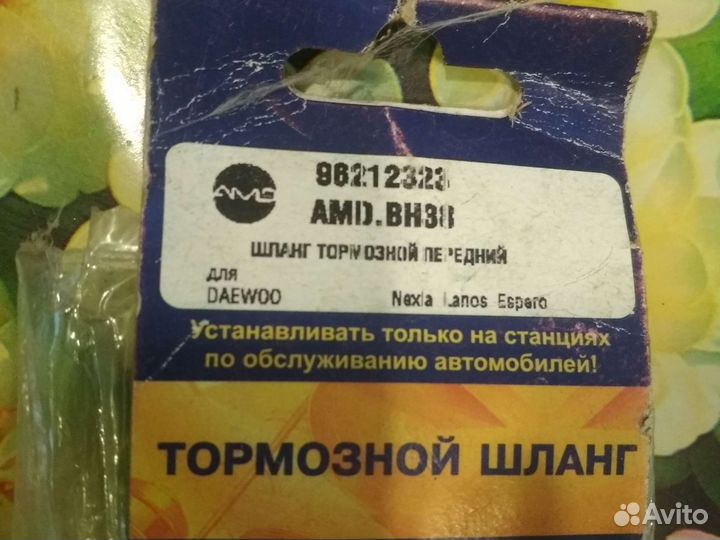 AMD
96212323
AMD.BH38
ШЛАНГ ТОРМОЗНОЙ ПЕРЕДНИЙ
для
DAEWOO Nexia Lanos Espero
Устанавливать только на станциях
по обслуживанию автомобилей!
ТОРМОЗНОЙ ШЛАНГ
Avito